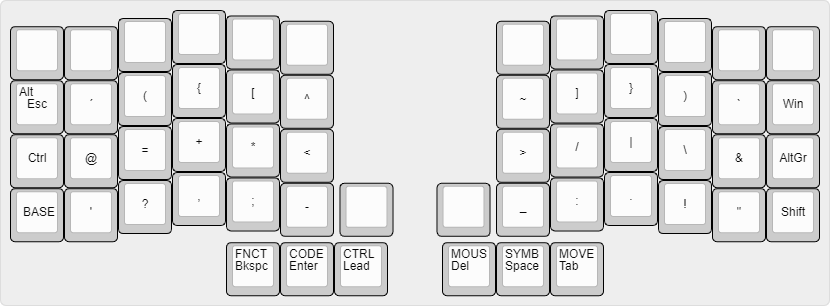 Alt
Esc ´ ( { [ ^ ~ ] } ) ` Win
Ctrl @ = + * < > / | \ & AltGr
BASE ' ? , ; - _ : . ! " Shift
FNCT CODE CTRL MOUS SYMB MOVE
Bkspc Enter Lead Del Space Tab